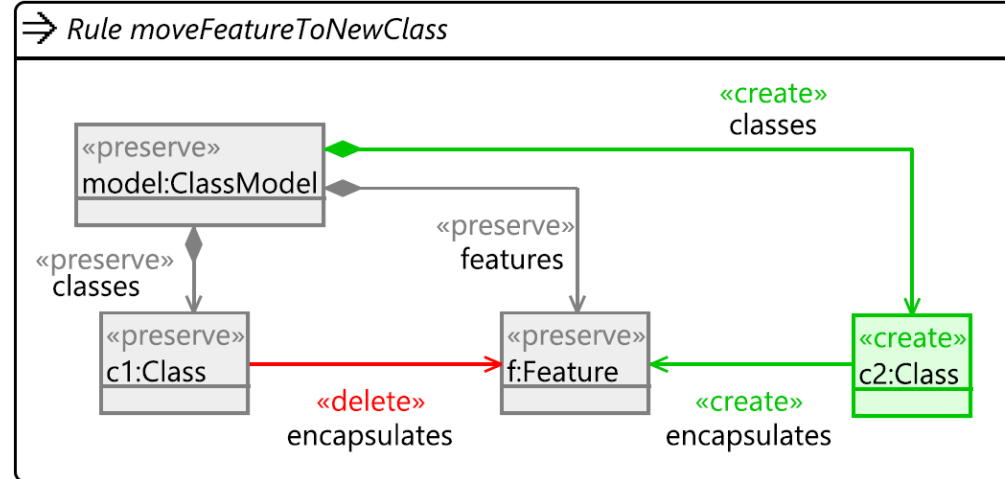 Rule moveFeatureToNewClass
«create»
classes
«preserve»
model:ClassModel
«preserve»
features
«preserve»
classes
«preserve»
c1:Class
«preserve»
f:Feature
«create»
c2:Class
«delete»
encapsulates
«create»
encapsulates